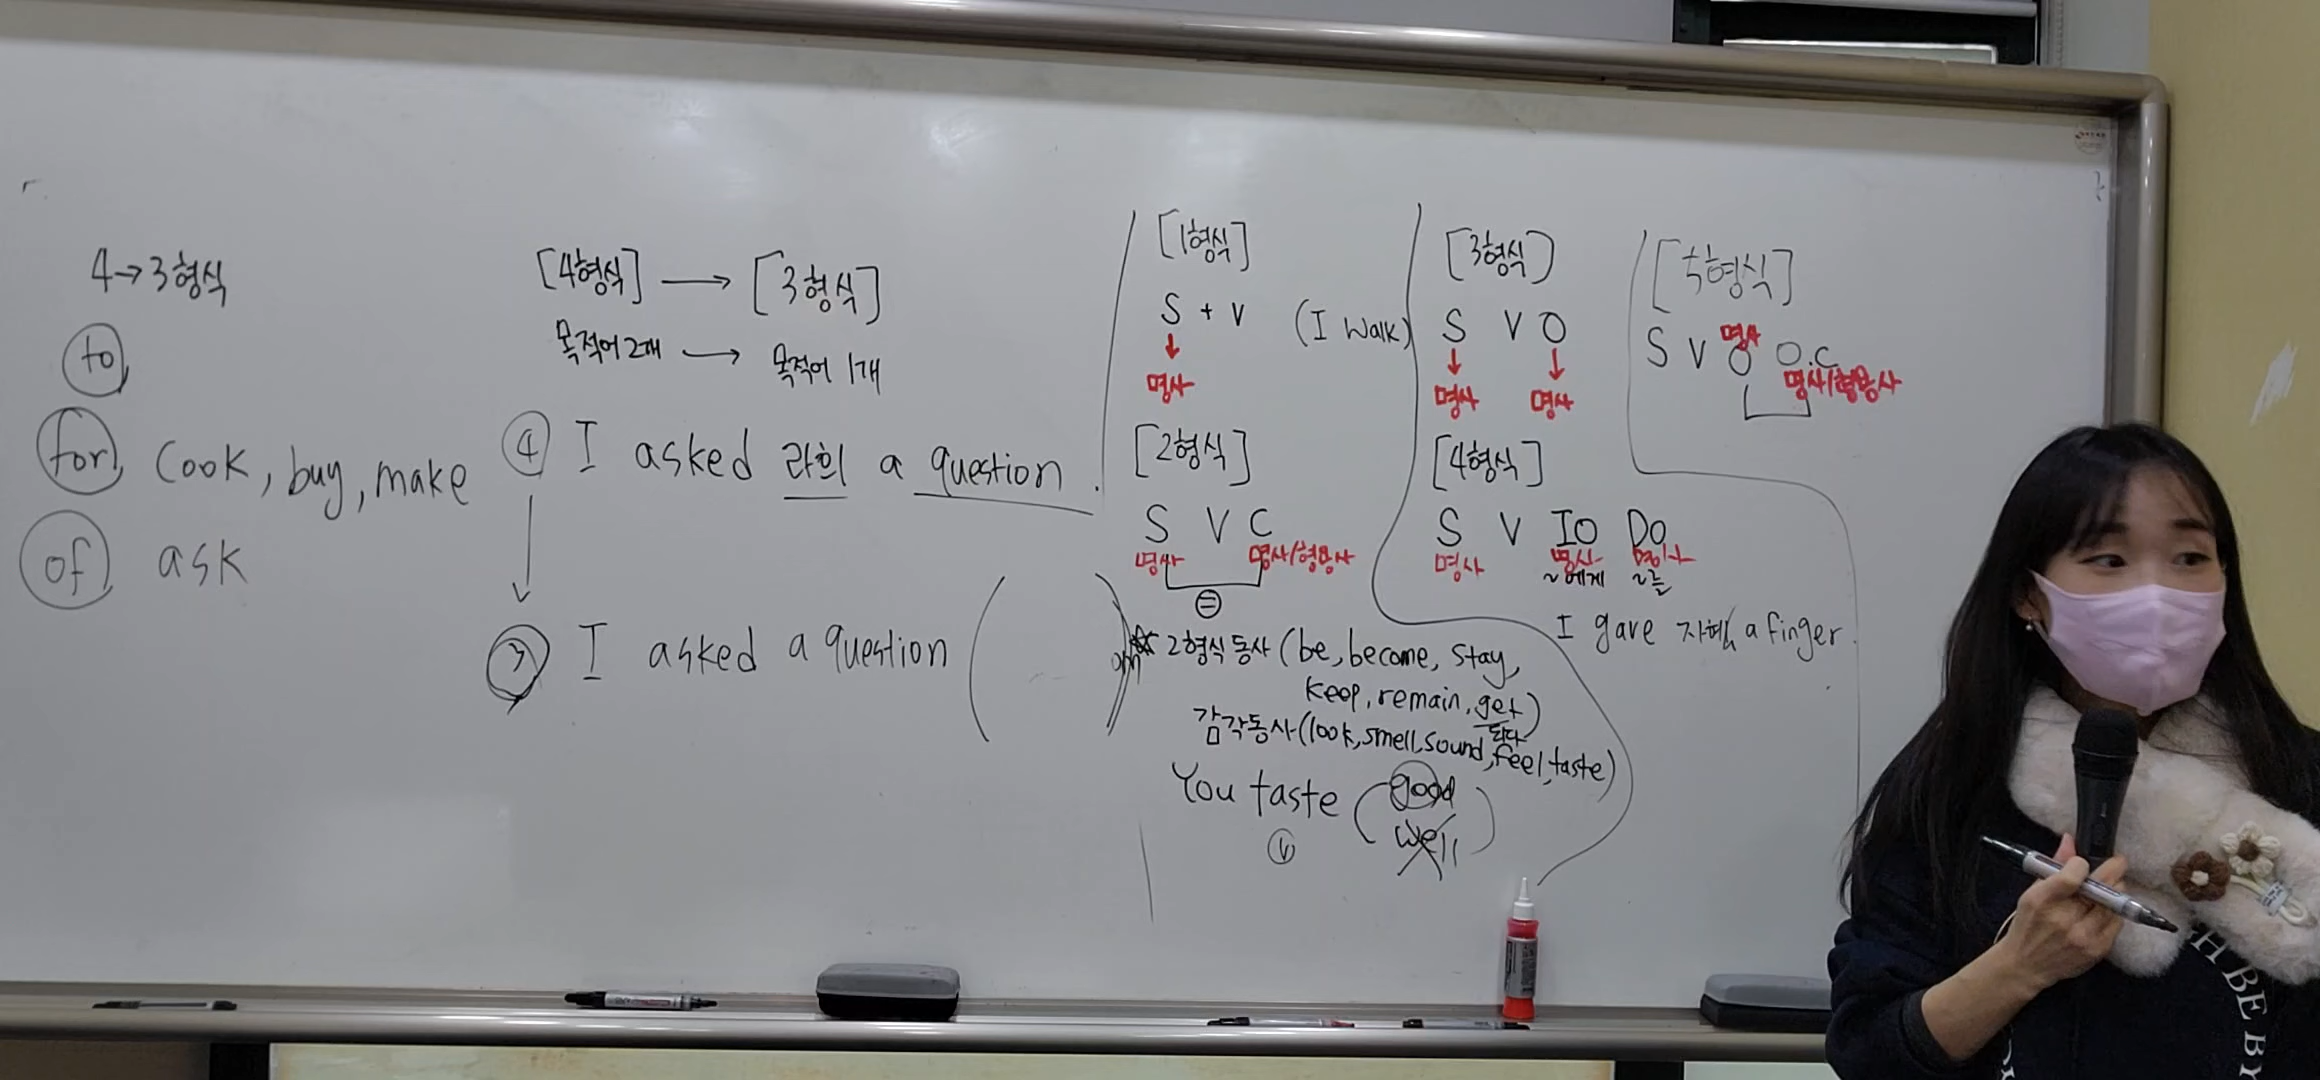 4→3형식
to
for cook, buy, make
of ask
[4형식] → [3형식]
목적어 2개 → 목적어 1개
④ I asked 라희 a question.
③ I asked a question ( )
[1형식]
S + V (I walk)
명사
[2형식]
S V C
명사 명사/형용사
=
2형식 동사 (be, become, stay,
keep, remain, get)
되다
감각동사 (look, smell, sound, feel, taste)
You taste (good
well)
[3형식]
S V O
명사 명사
[4형식]
S V IO DO
명사 명사 명사
~에게 ~를
I gave 자혜 a finger.
[5형식]
명사
S V O O.C
명사/형용사
H BE BY